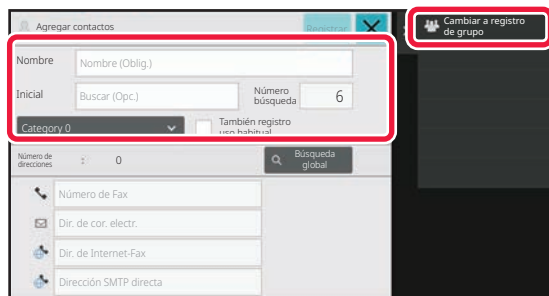 Agregar contactos
Registrar
Cambiar a registro
de grupo
Nombre
Nombre (Oblig.)
Inicial
Buscar (Opc.)
Número
búsqueda
6
Category 0
También registro
uso habitual
Número de
direcciones
:
0
Búsqueda
global
Número de Fax
Dir. de cor. electr.
Dir. de Internet-Fax
Dirección SMTP directa